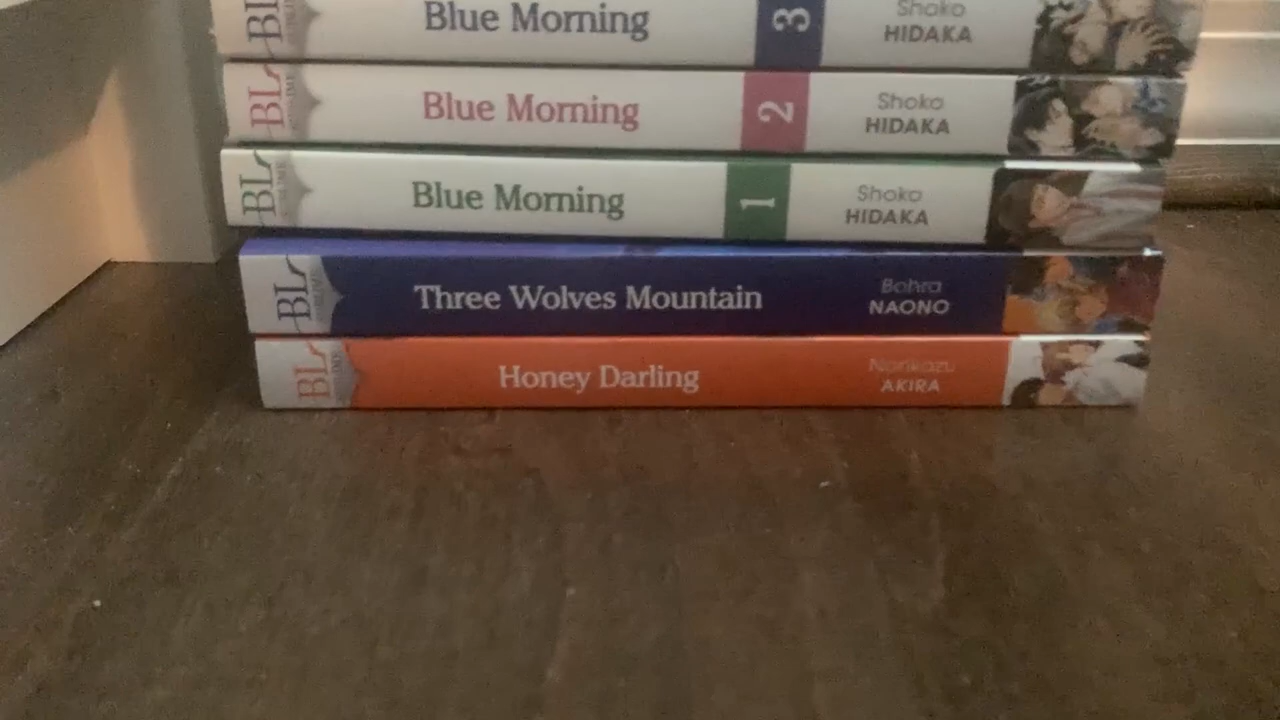 BL
Blue Morning
3
Shoko
HIDAKA
BL
Blue Morning
2
Shoko
HIDAKA
BL
Blue Morning
1
Shoko
HIDAKA
BL
Three Wolves Mountain
Bohra
NAONO
BL
Honey Darling
Norikazu
AKIRA